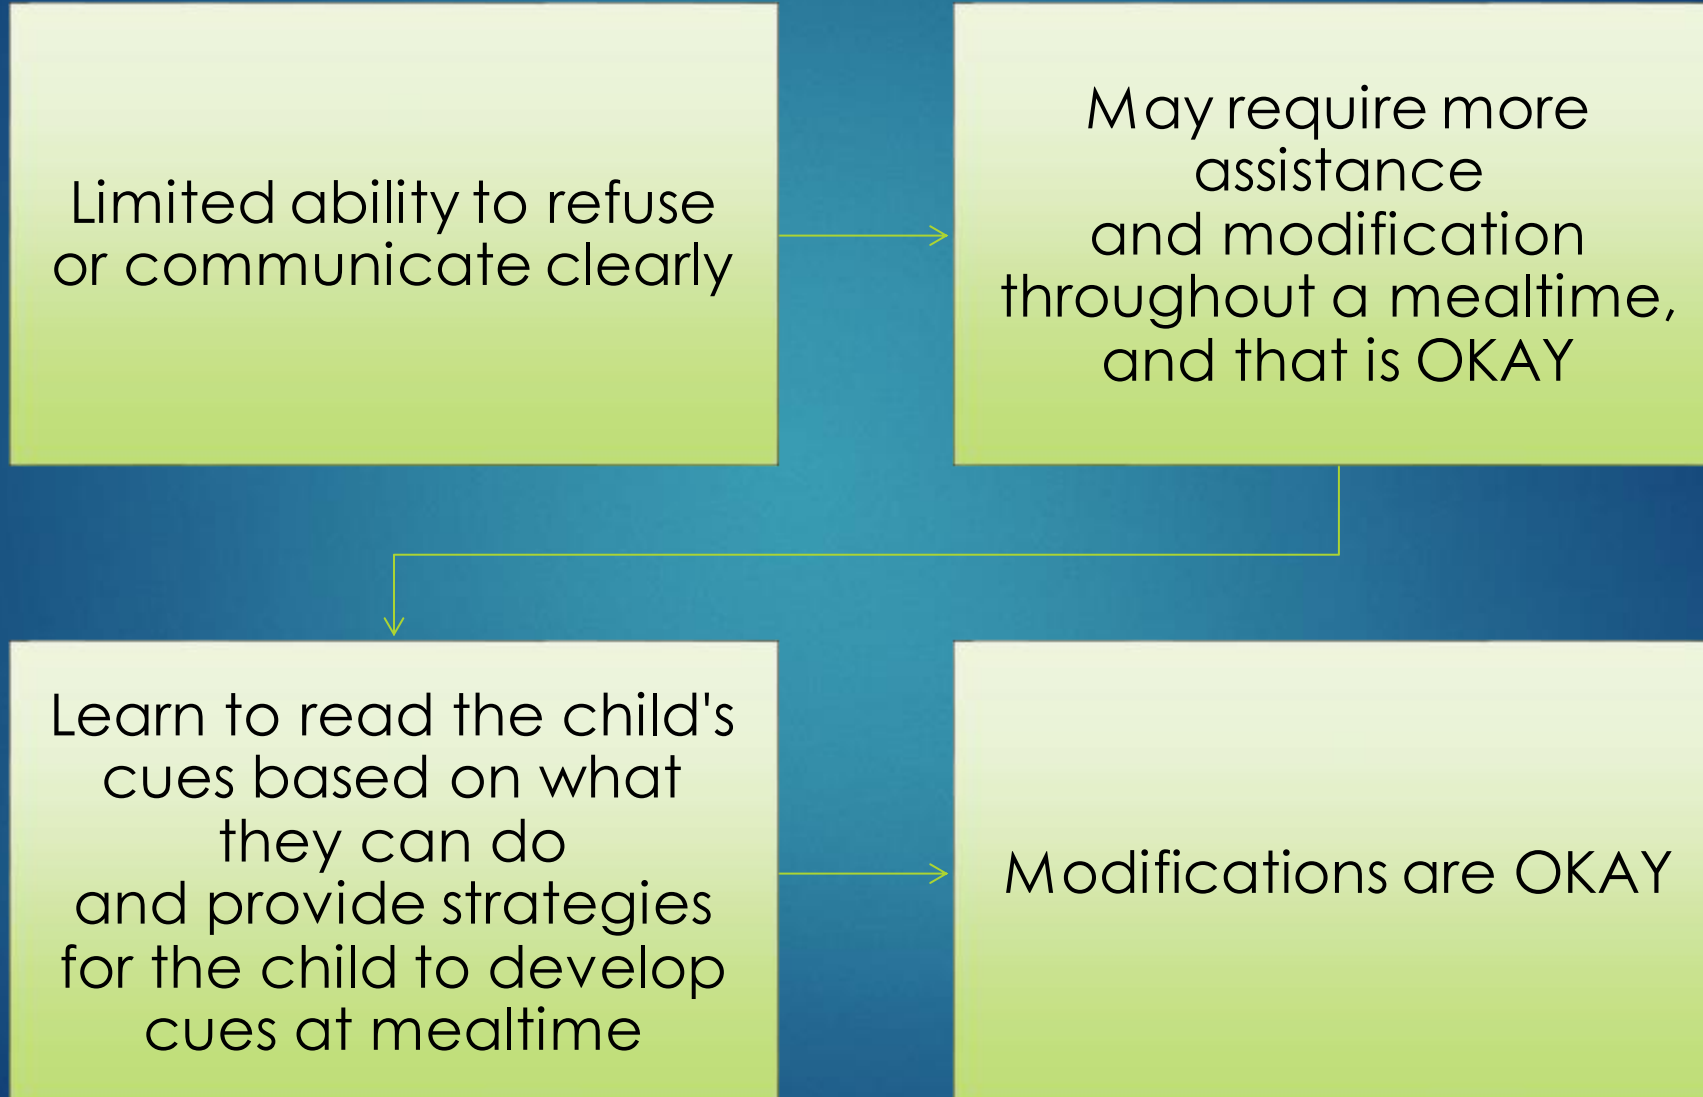 Limited ability to refuse
or communicate clearly
May require more
assistance
and modification
throughout a mealtime,
and that is OKAY
Learn to read the child's
cues based on what
they can do
and provide strategies
for the child to develop
cues at mealtime
Modifications are OKAY